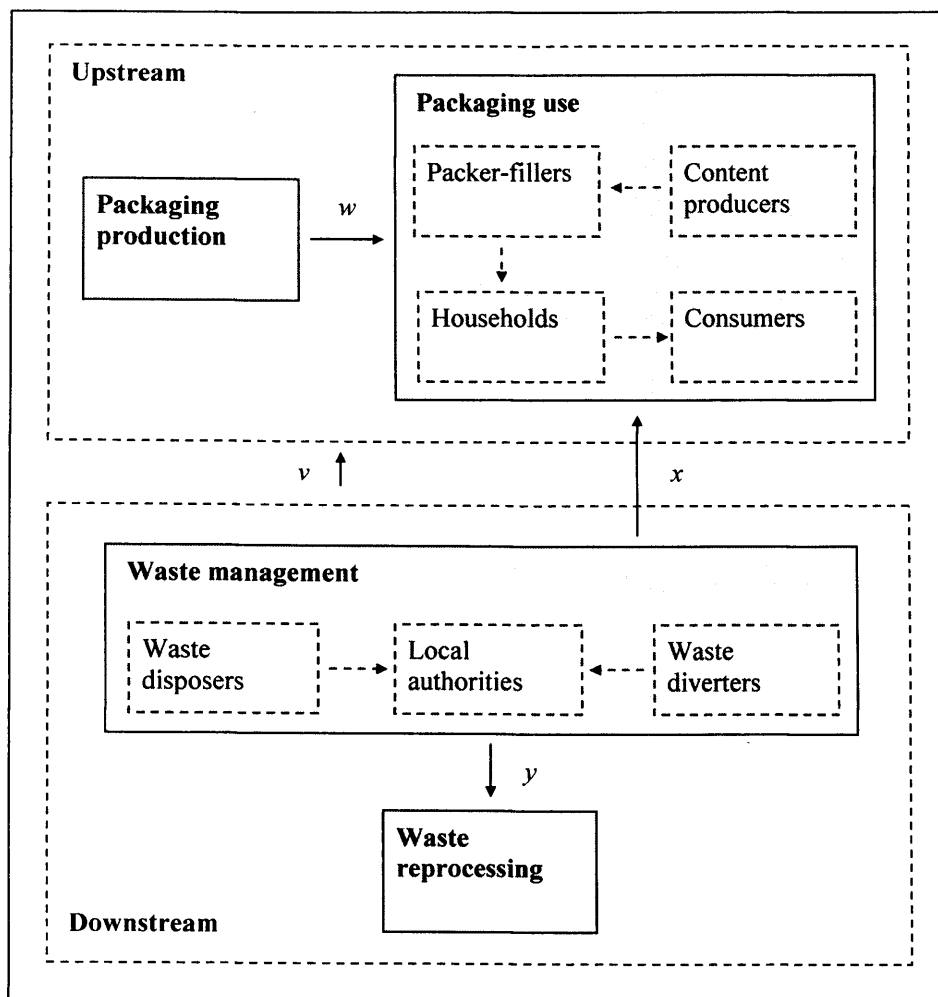 Upstream
Packaging use
Packer-fillers
Content
producers
Packaging
production
w
Households
Consumers
v
x
Waste management
Waste
disposers
Local
authorities
Waste
diverters
y
Waste
reprocessing
Downstream